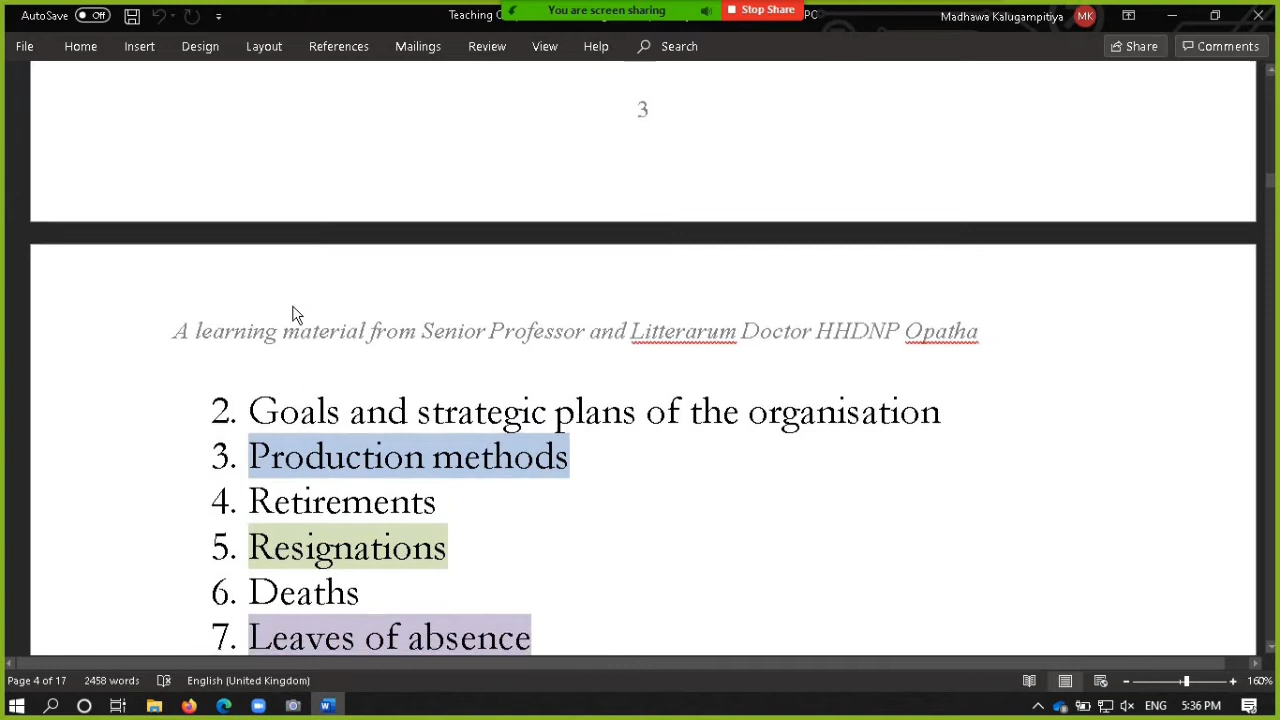 AutoSave Off
Teaching
You are screen sharing
Stop Share
Madhawa Kalugampitiya MK
File Home Insert Design Layout References Mailings Review View Help Search Share Comments
3
A learning material from Senior Professor and Litterarum Doctor HHDNP Opatha
2. Goals and strategic plans of the organisation
3. Production methods
4. Retirements
5. Resignations
6. Deaths
7. Leaves of absence
Page 4 of 17 2458 words English (United Kingdom) 160%
ENG 5:36 PM